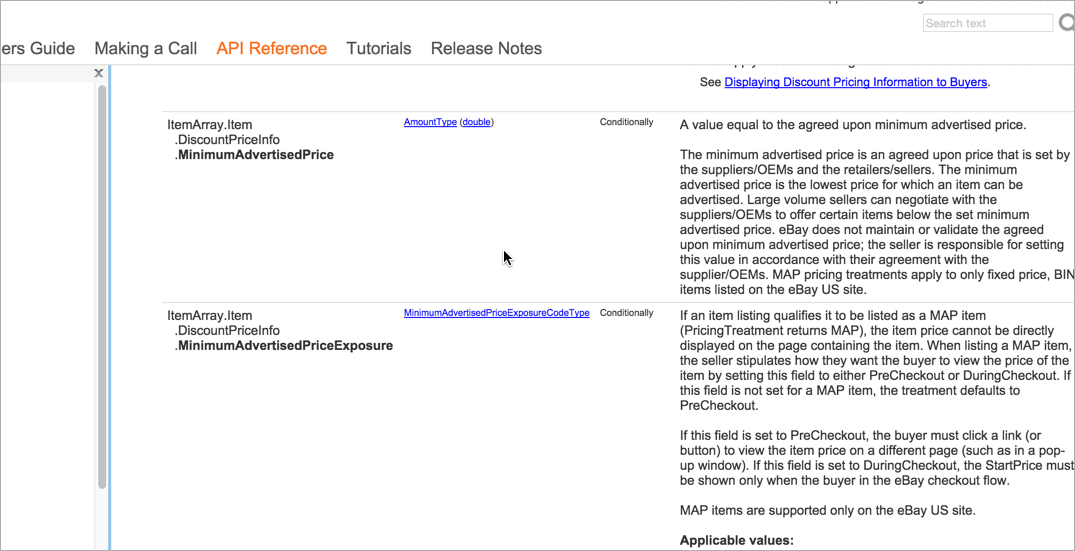 Search text
ers Guide Making a Call API Reference Tutorials Release Notes
x
See Displaying Discount Pricing Information to Buyers.
ItemArray.Item
.DiscountPriceInfo
.MinimumAdvertisedPrice
AmountType (double)
Conditionally
A value equal to the agreed upon minimum advertised price.
The minimum advertised price is an agreed upon price that is set by
the suppliers/OEMs and the retailers/sellers. The minimum
advertised price is the lowest price for which an item can be
advertised. Large volume sellers can negotiate with the
suppliers/OEMs to offer certain items below the set minimum
advertised price. eBay does not maintain or validate the agreed
upon minimum advertised price; the seller is responsible for setting
this value in accordance with their agreement with the
supplier/OEMs. MAP pricing treatments apply to only fixed price, BIN
items listed on the eBay US site.
ItemArray.Item
.DiscountPriceInfo
.MinimumAdvertisedPriceExposure
MinimumAdvertisedPriceExposureCodeType
Conditionally
If an item listing qualifies it to be listed as a MAP item
(PricingTreatment returns MAP), the item price cannot be directly
displayed on the page containing the item. When listing a MAP item,
the seller stipulates how they want the buyer to view the price of the
item by setting this field to either PreCheckout or DuringCheckout. If
this field is not set for a MAP item, the treatment defaults to
PreCheckout.
If this field is set to PreCheckout, the buyer must click a link (or
button) to view the item price on a different page (such as in a pop-
up window). If this field is set to DuringCheckout, the StartPrice must
be shown only when the buyer in the eBay checkout flow.
MAP items are supported only on the eBay US site.
Applicable values: